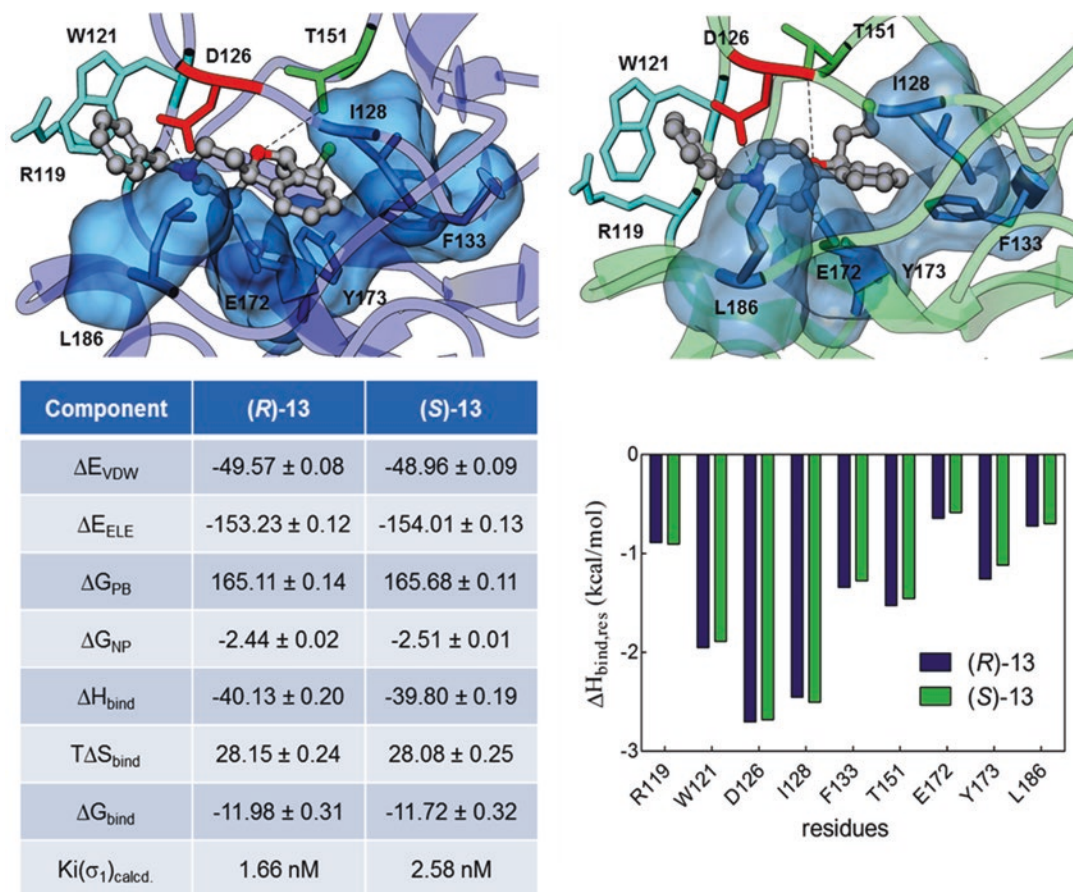 W121
D126
T151
I128
R119
F133
E172
Y173
L186
W121
D126
T151
I128
R119
F133
E172
Y173
L186
Component (R)-13 (S)-13
ΔE_VDW -49.57 ± 0.08 -48.96 ± 0.09
ΔE_ELE -153.23 ± 0.12 -154.01 ± 0.13
ΔG_PB 165.11 ± 0.14 165.68 ± 0.11
ΔG_NP -2.44 ± 0.02 -2.51 ± 0.01
ΔH_bind -40.13 ± 0.20 -39.80 ± 0.19
TΔS_bind 28.15 ± 0.24 28.08 ± 0.25
ΔG_bind -11.98 ± 0.31 -11.72 ± 0.32
Ki(σ₁)_calcd. 1.66 nM 2.58 nM
ΔH_bind,res (kcal/mol)
0
-1
-2
-3
(R)-13
(S)-13
R119 W121 D126 I128 F133 T151 E172 Y173 L186
residues